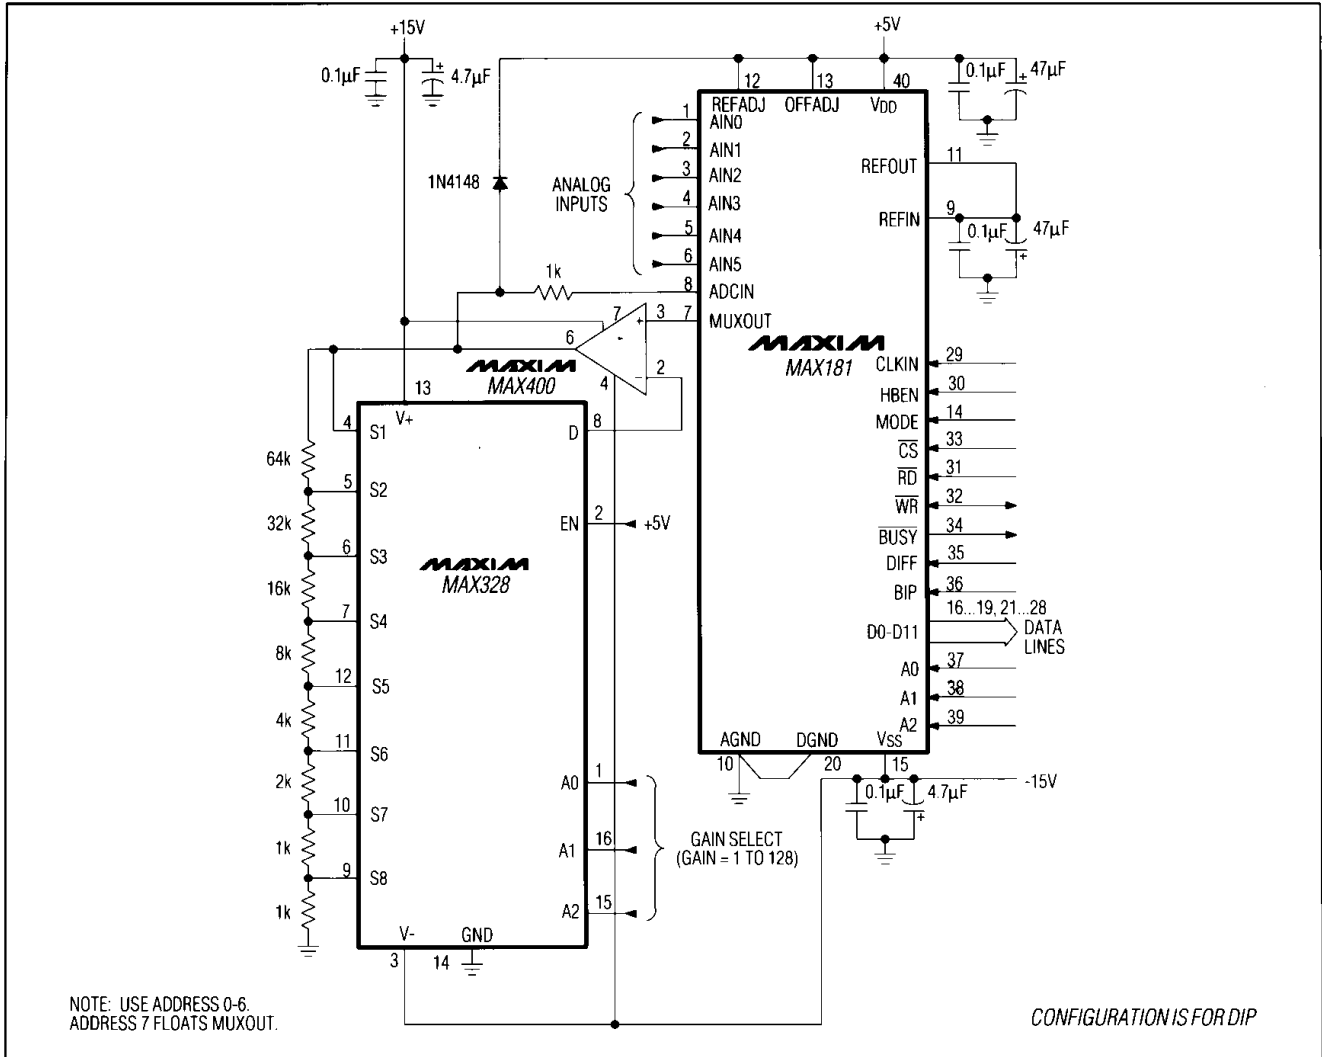 +15V
+5V
0.1µF
4.7µF
0.1µF
47µF
12
13
40
REFADJ
OFFADJ
VDD
1
AIN0
2
AIN1
3
AIN2
4
AIN3
5
AIN4
6
AIN5
8
ADCIN
7
MUXOUT
ANALOG
INPUTS
1N4148
1k
11
REFOUT
9
REFIN
0.1µF
47µF
7
3
6
2
4
MAXIM
MAX400
MAXIM
MAX181
CLKIN
29
HBEN
30
MODE
14
CS
33
RD
31
WR
32
BUSY
34
DIFF
35
BIP
36
D0-D11
16...19, 21...28
DATA
LINES
A0
37
A1
38
A2
39
AGND
DGND
VSS
10
20
15
0.1µF
4.7µF
-15V
13
V+
4
S1
8
D
64k
5
S2
32k
EN
2
+5V
6
S3
16k
MAXIM
MAX328
7
S4
8k
12
S5
4k
11
S6
2k
A0
1
10
S7
1k
A1
16
GAIN SELECT
(GAIN = 1 TO 128)
9
S8
1k
A2
15
V-
GND
3
14
NOTE: USE ADDRESS 0-6.
ADDRESS 7 FLOATS MUXOUT.
CONFIGURATION IS FOR DIP